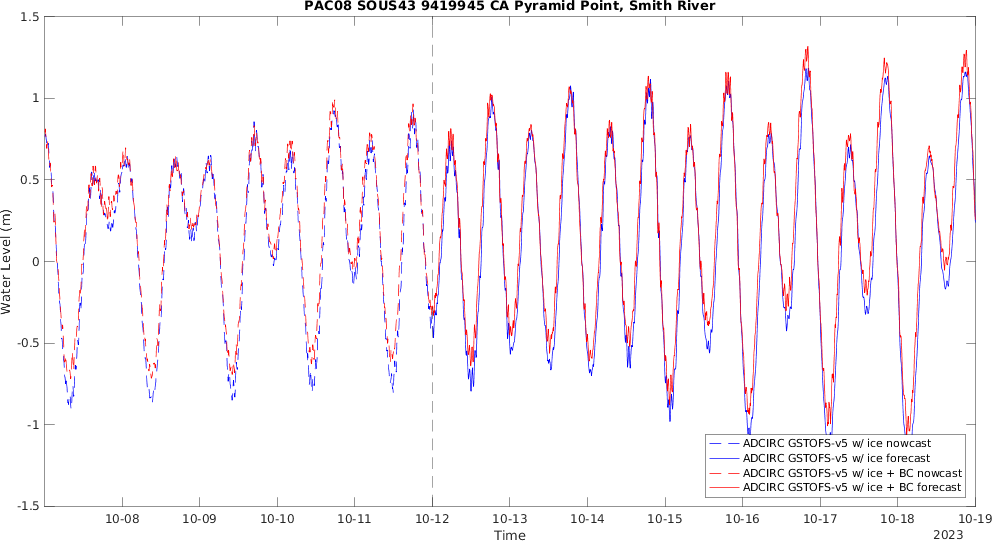 PAC08 SOUS43 9419945 CA Pyramid Point, Smith River
1.5
1
0.5
0
-0.5
-1
-1.5
Water Level (m)
ADCIRC GSTOFS-v5 w/ ice nowcast
ADCIRC GSTOFS-v5 w/ ice forecast
ADCIRC GSTOFS-v5 w/ ice + BC nowcast
ADCIRC GSTOFS-v5 w/ ice + BC forecast
10-08 10-09 10-10 10-11 10-12 10-13 10-14 10-15 10-16 10-17 10-18 10-19
Time
2023